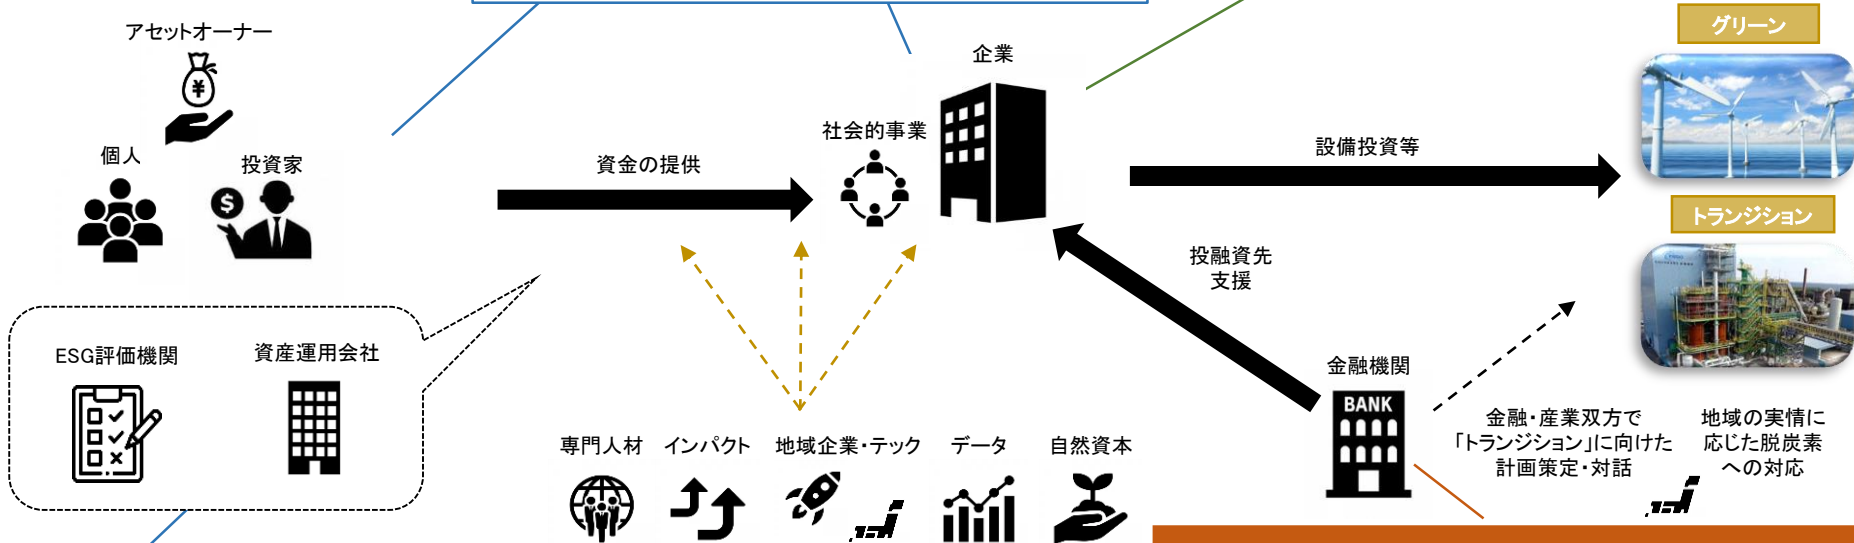 アセットオーナー
個人
投資家
ESG評価機関
資産運用会社
資金の提供
社会的事業
企業
設備投資等
グリーン
トランジション
投融資先
支援
金融機関
BANK
専門人材
インパクト
地域企業・テック
データ
自然資本
金融・産業双方で
「トランジション」に向けた
計画策定・対話
地域の実情に
応じた脱炭素
への対応